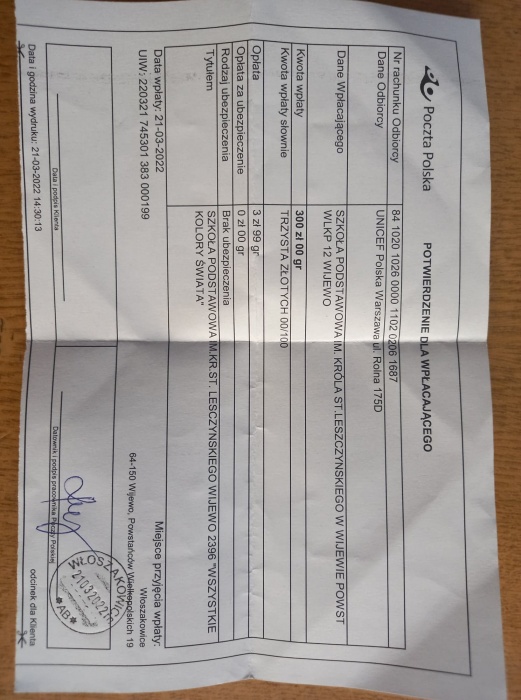 Poczta Polska
POTWIERDZENIE DLA WPŁACAJĄCEGO
Nr rachunku Odbiorcy 84 1020 1026 0000 1102 0206 1687
Dane Odbiorcy UNICEF Polska Warszawa ul. Rolna 175D
Dane Wpłacającego SZKOŁA PODSTAWOWA IM. KRÓLA ST.LESZCZYNSKIEGO W WIJEWIE POWST
WLKP 12 WIJEWO
Kwota wpłaty 300 zł 00 gr
Kwota wpłaty słownie TRZYSTA ZŁOTYCH 00/100
Opłata 3 zł 99 gr
Opłata za ubezpieczenie 0 zł 00 gr
Rodzaj ubezpieczenia Brak ubezpieczenia
Tytułem SZKOŁA PODSTAWOWA IM.KR.ST. LESCZYNSKIEGO WIJEWO 2396 "WSZYSTKIE
KOLORY ŚWIATA"
Data wpłaty: 21-03-2022 Miejsce przyjęcia wpłaty:
UIW: 220321 745301 383 000199 Włoszakowice
64-150 Wijewo, Powstańców Wielkopolskich 19
Data i podpis Klienta
Datownik i podpis pracownika Poczty Polskiej
WŁOSZAKOWICE
21032022
*AB*
Data i godzina wydruku: 21-03-2022 14:30:13 odcinek dla Klienta